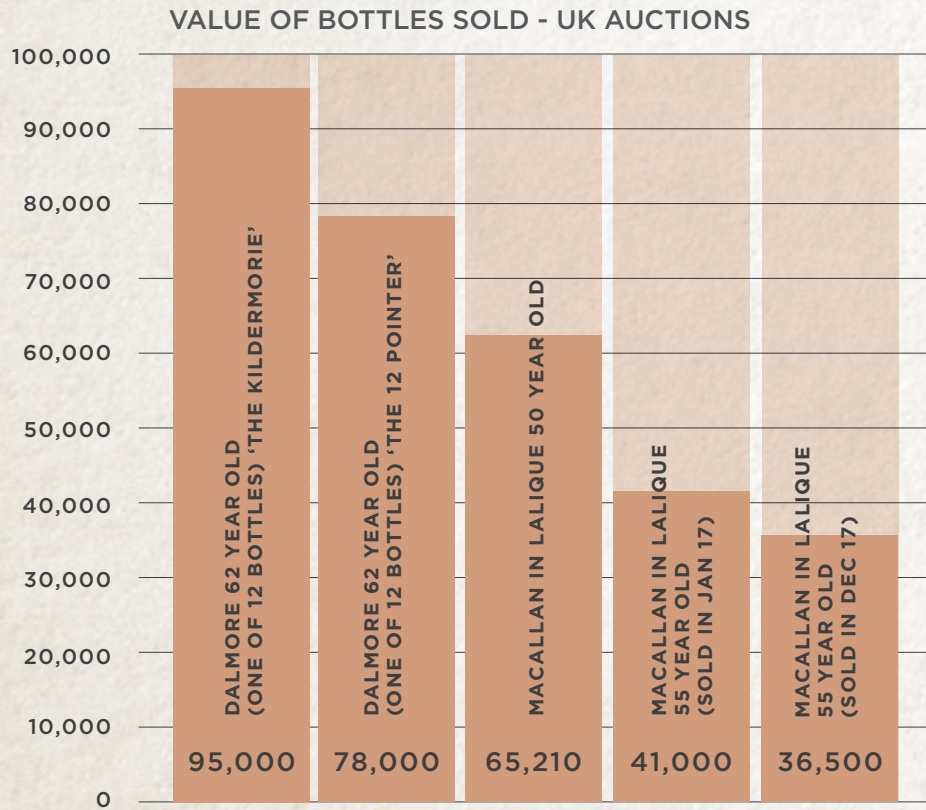 VALUE OF BOTTLES SOLD - UK AUCTIONS
100,000
90,000
80,000
70,000
60,000
50,000
40,000
30,000
20,000
10,000
0
DALMORE 62 YEAR OLD
(ONE OF 12 BOTTLES) ‘THE KILDERMORIE’
95,000
DALMORE 62 YEAR OLD
(ONE OF 12 BOTTLES) ‘THE 12 POINTER’
78,000
MACALLAN IN LALIQUE 50 YEAR OLD
65,210
MACALLAN IN LALIQUE
55 YEAR OLD
(SOLD IN JAN 17)
41,000
MACALLAN IN LALIQUE
55 YEAR OLD
(SOLD IN DEC 17)
36,500